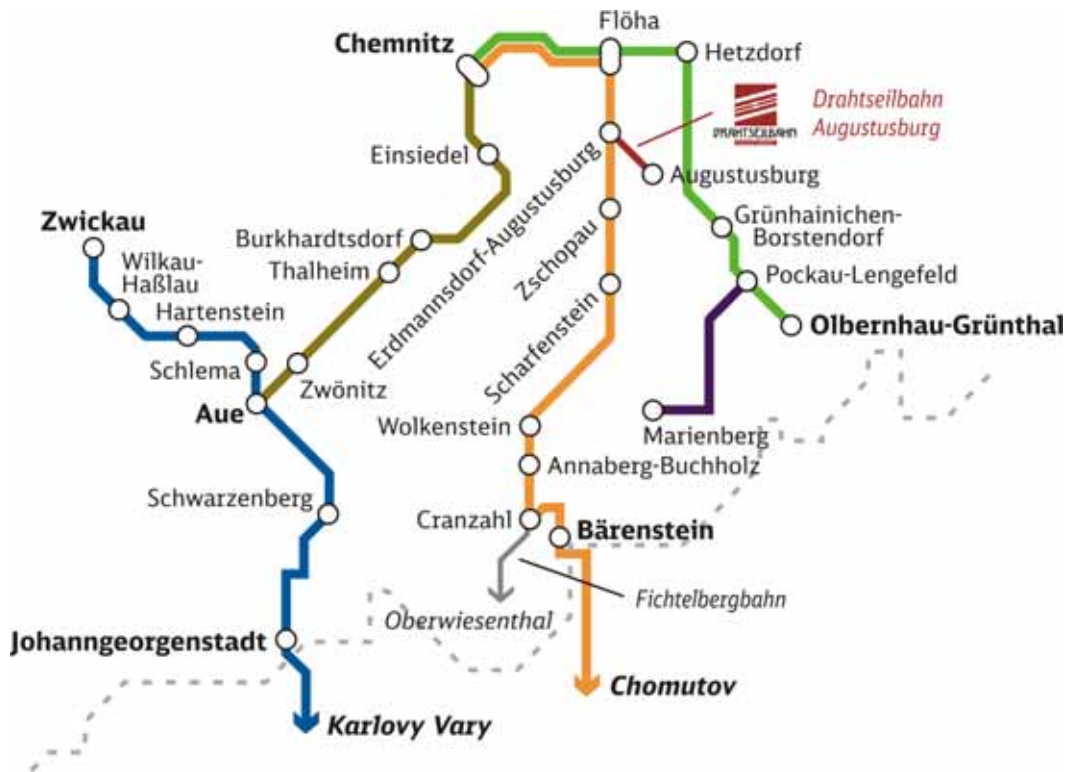 Flöha
Chemnitz
Hetzdorf
Drahtseilbahn
Augustusburg
DRAHTSEILBAHN
Einsiedel
Augustusburg
Erdmannsdorf-Augustusburg
Zwickau
Burkhardtsdorf
Grünhainichen-
Borstendorf
Wilkau-
Haßlau
Thalheim
Zschopau
Pockau-Lengefeld
Hartenstein
Olbernhau-Grünthal
Schlema
Zwönitz
Scharfenstein
Aue
Wolkenstein
Marienberg
Annaberg-Buchholz
Schwarzenberg
Cranzahl
Bärenstein
Fichtelbergbahn
Oberwiesenthal
Johanngeorgenstadt
Chomutov
Karlovy Vary